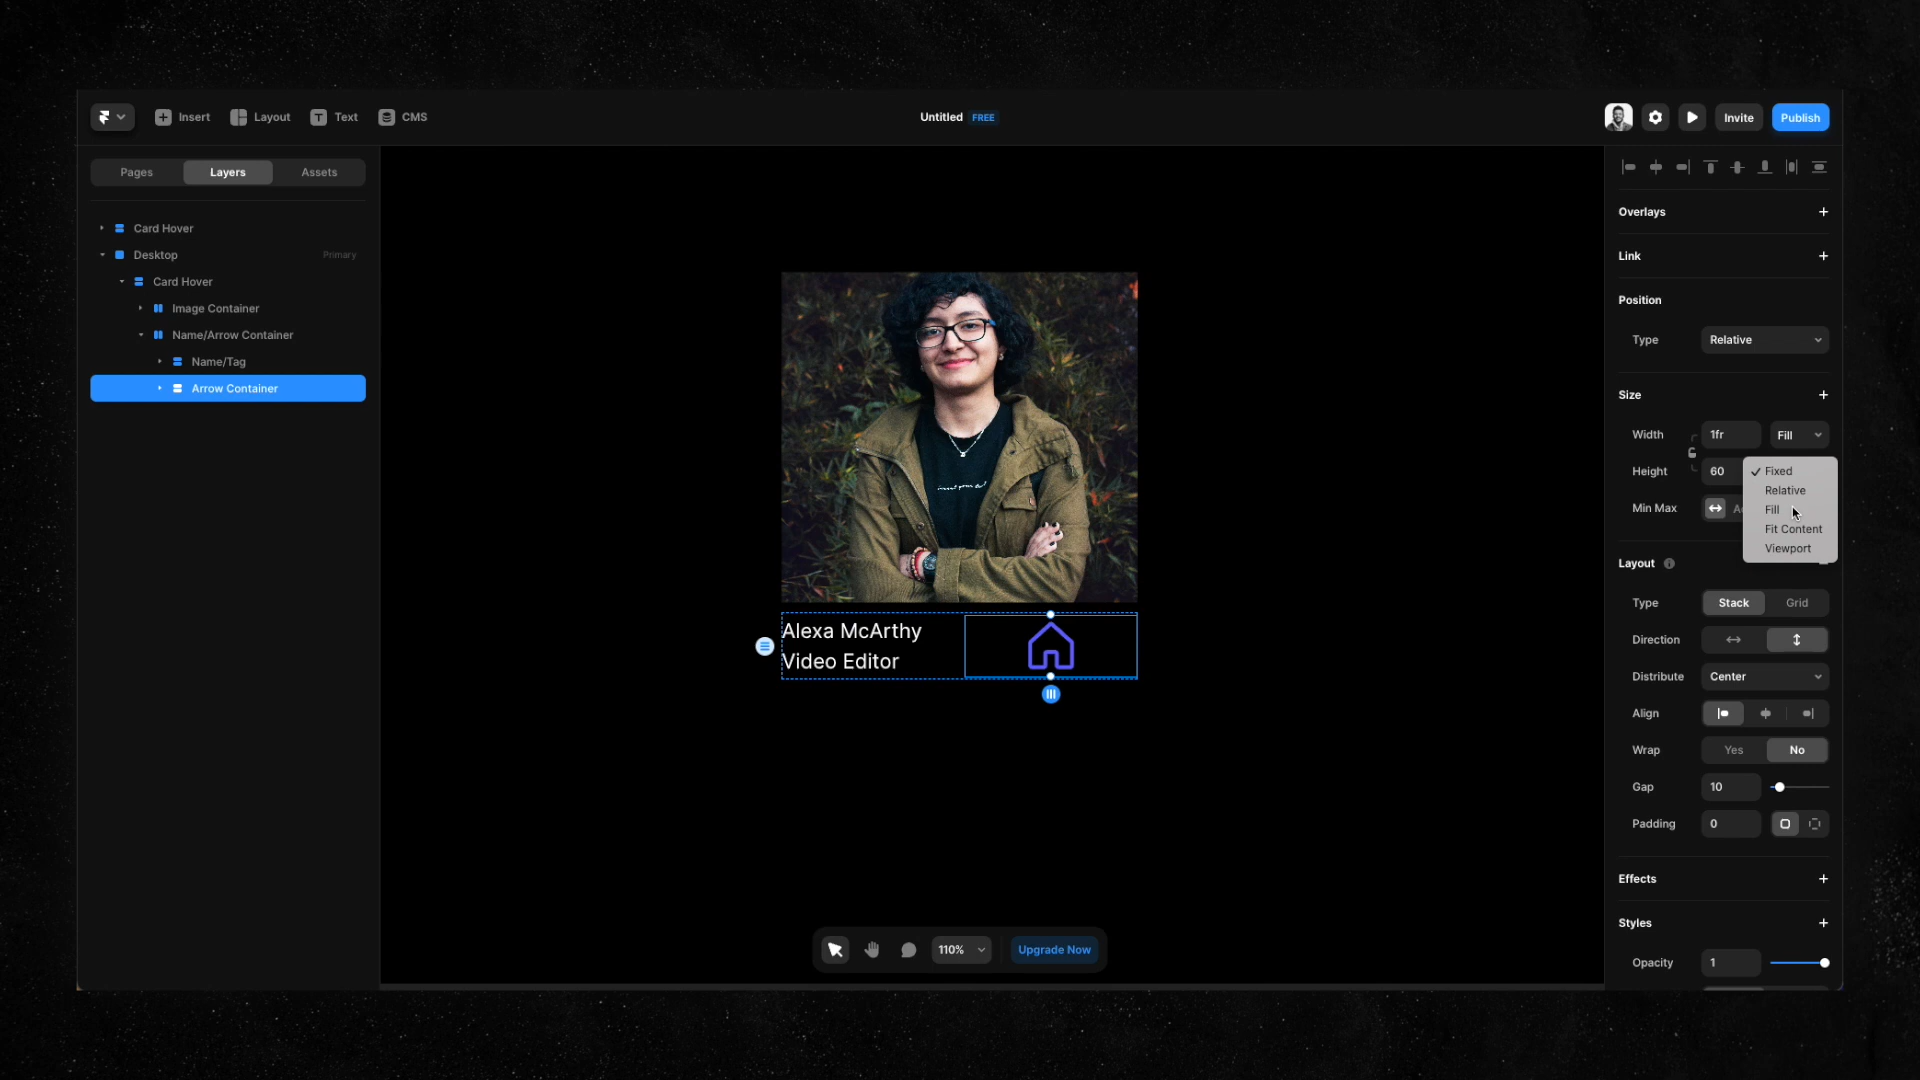 Insert
Layout
Text
CMS
Untitled FREE
Invite
Publish
Pages
Layers
Assets
Card Hover
Desktop
Primary
Card Hover
Image Container
Name/Arrow Container
Name/Tag
Arrow Container
Alexa McArthy
Video Editor
110%
Upgrade Now
Overlays
Link
Position
Type
Relative
Size
Width
1fr
Fill
Height
60
Min Max
Fixed
Relative
Fill
Fit Content
Viewport
Layout
Type
Stack
Grid
Direction
Distribute
Center
Align
Wrap
Yes
No
Gap
10
Padding
0
Effects
Styles
Opacity
1